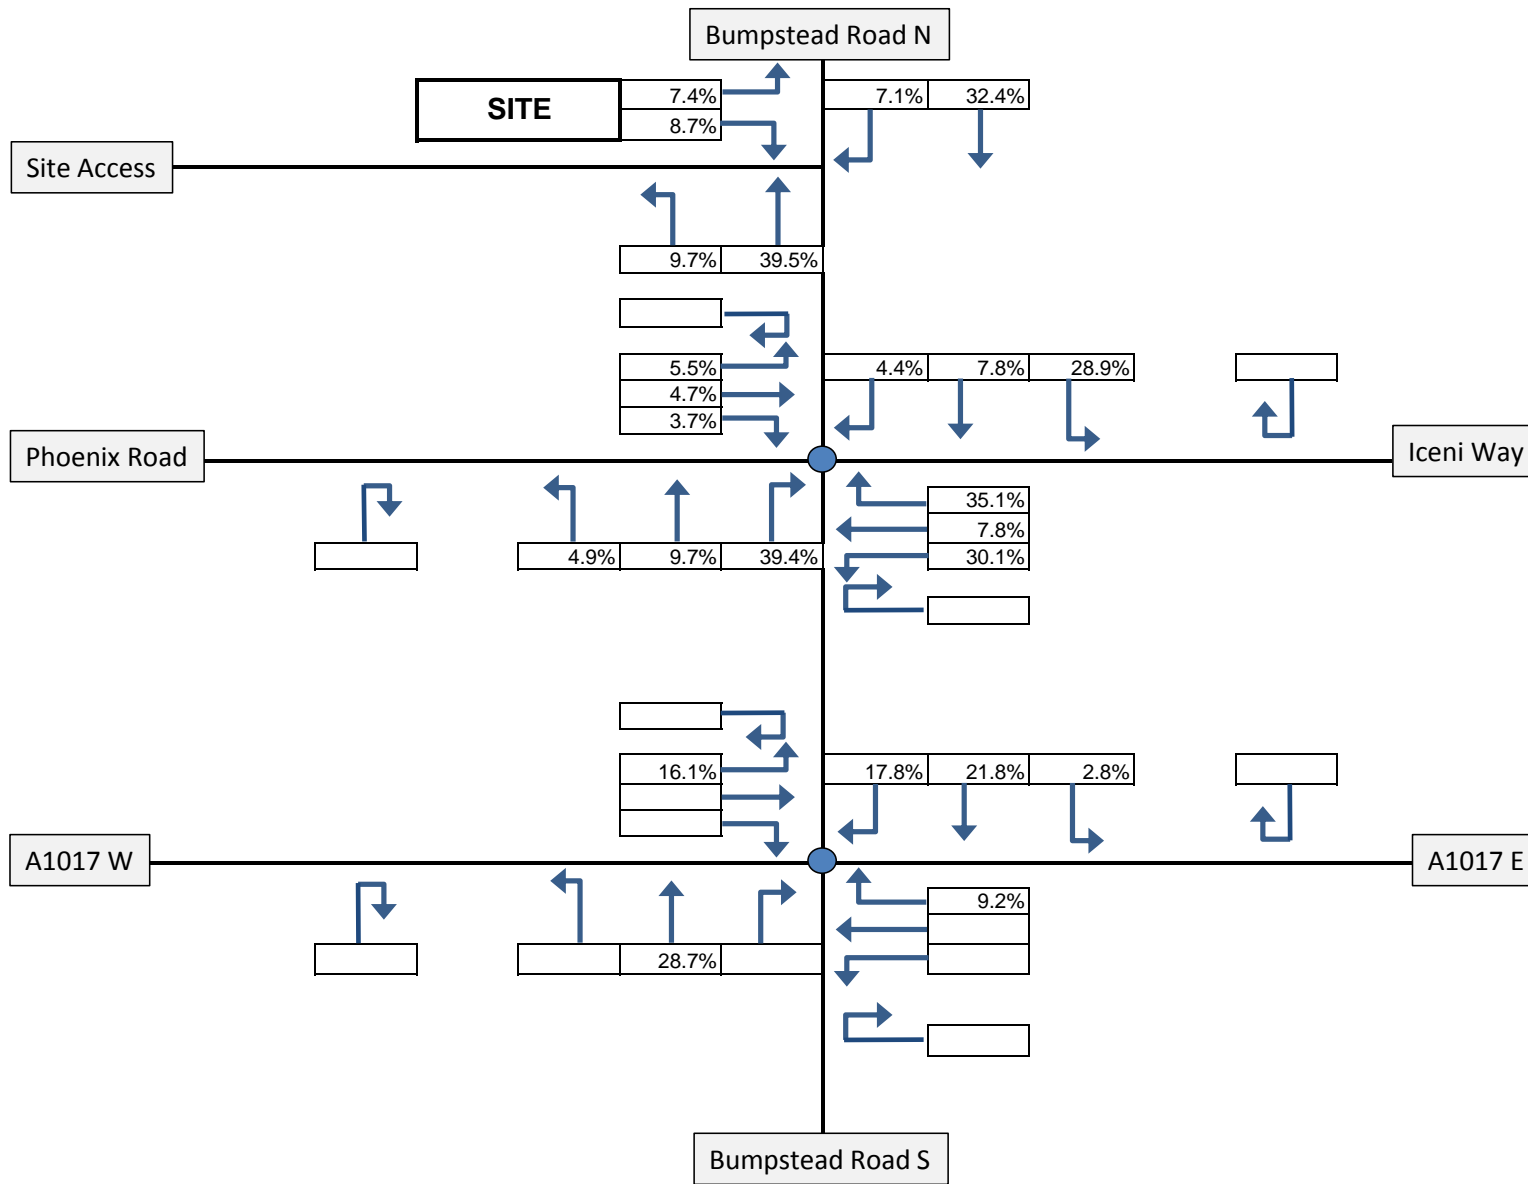 Bumpstead Road N
SITE
7.4%
7.1% 32.4%
8.7%
Site Access
9.7% 39.5%
5.5%
4.7%
3.7%
4.4% 7.8% 28.9%
Phoenix Road
Iceni Way
35.1%
7.8%
30.1%
4.9% 9.7% 39.4%
16.1%
17.8% 21.8% 2.8%
A1017 W
A1017 E
9.2%
28.7%
Bumpstead Road S